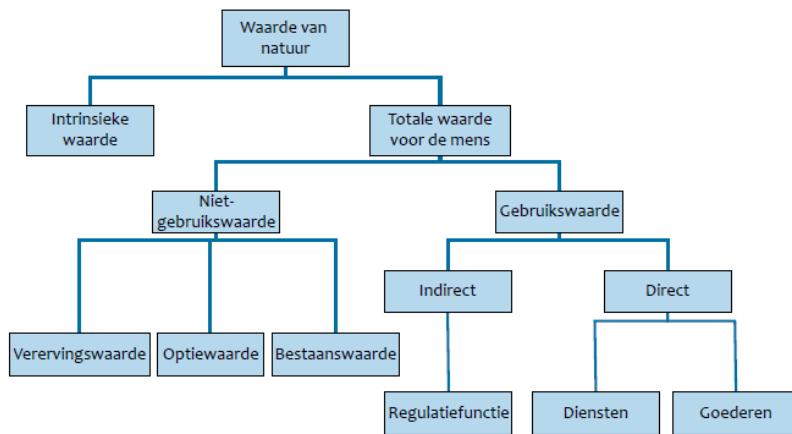 Waarde van
natuur
Intrinsieke
waarde
Totale waarde
voor de mens
Niet-
gebruikswaarde
Gebruikswaarde
Indirect
Direct
Verervingswaarde
Optiewaarde
Bestaanswaarde
Regulatiefunctie
Diensten
Goederen